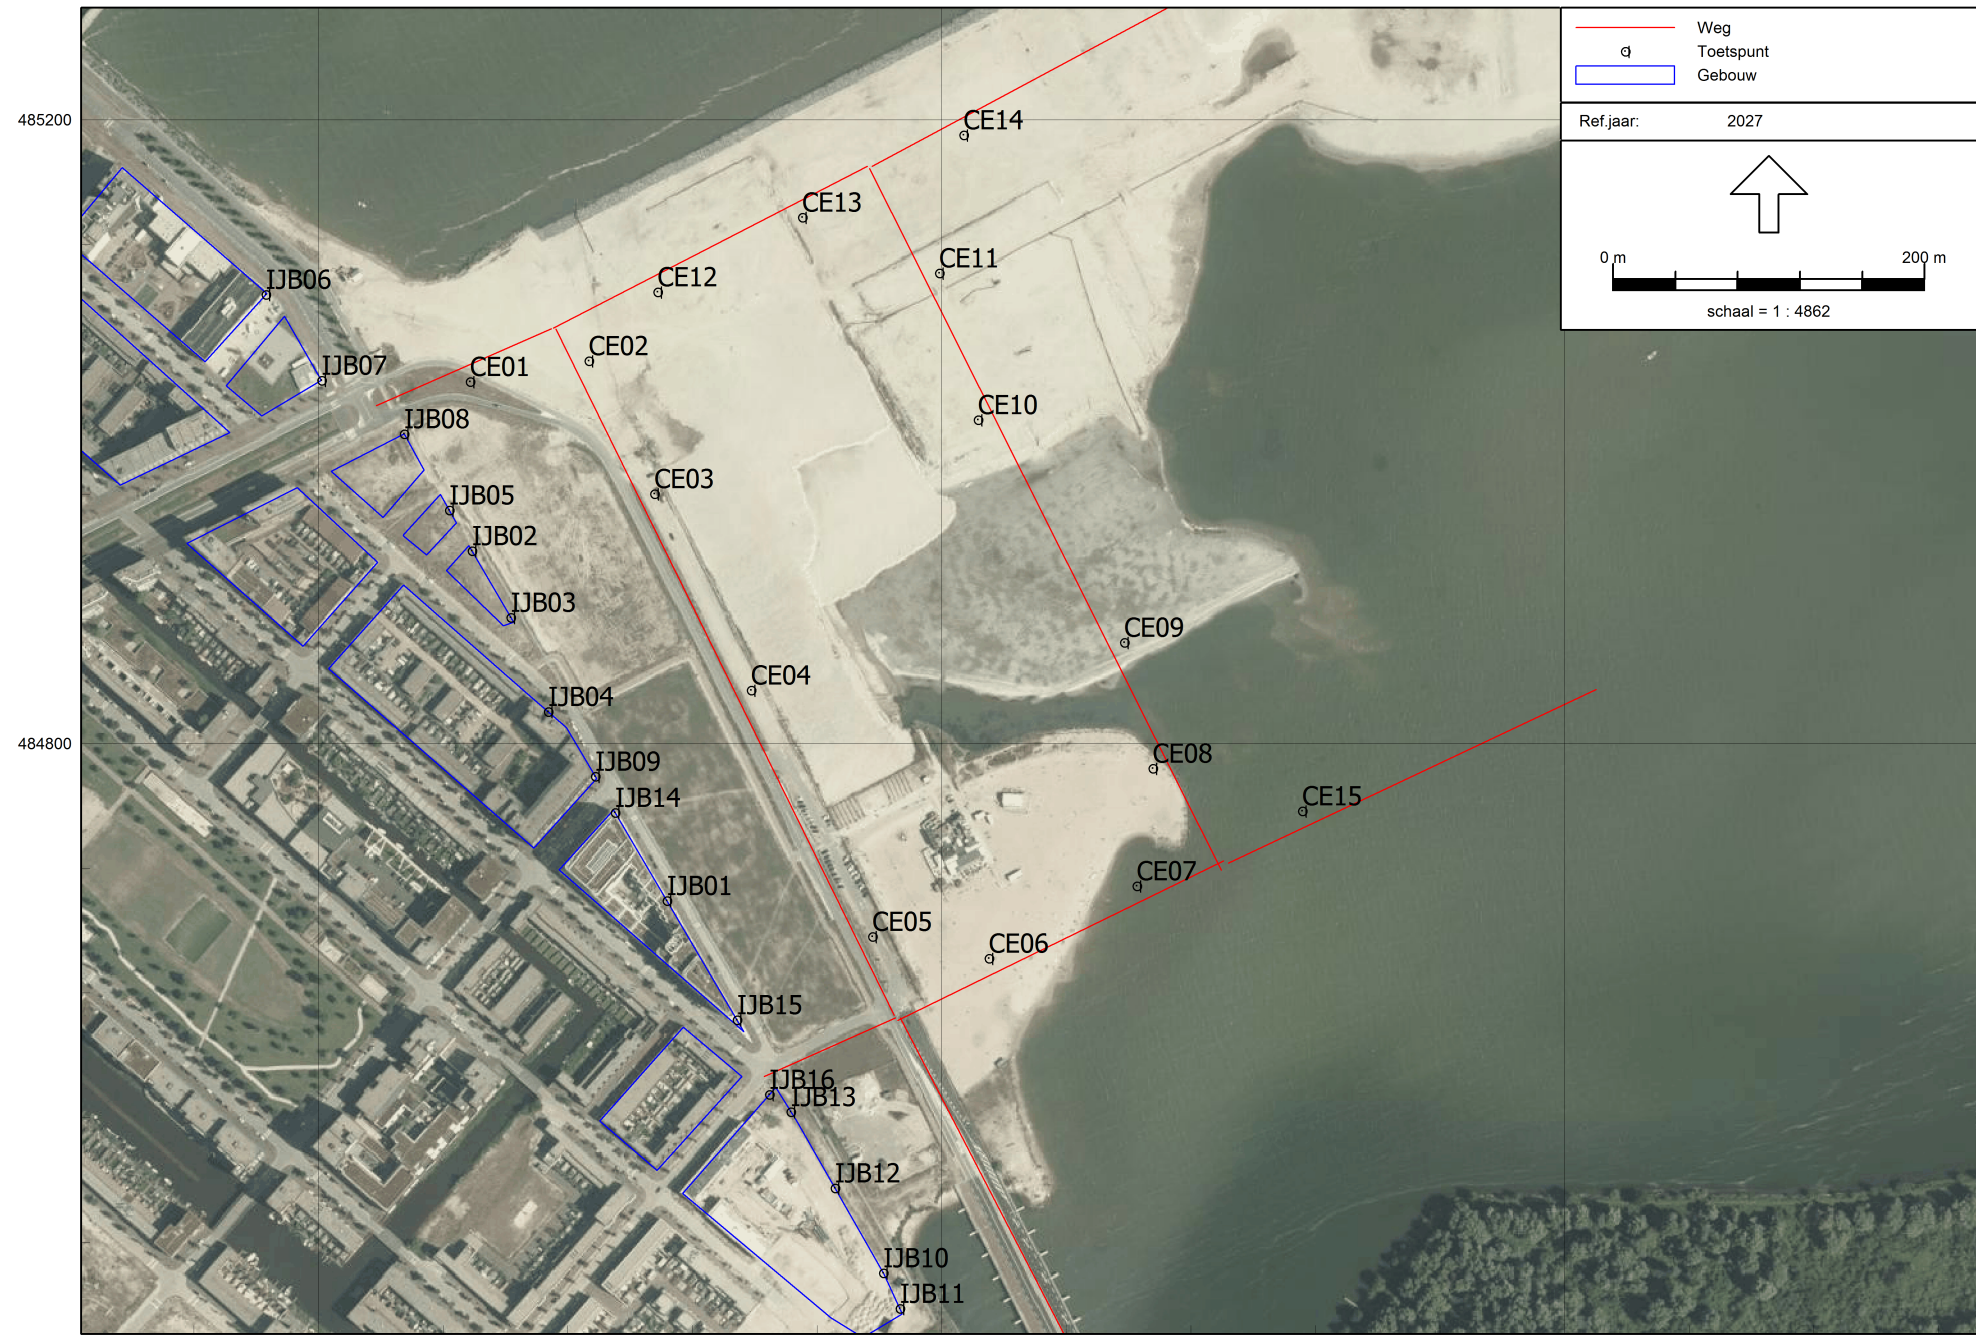 Weg
Toetspunt
Gebouw
Ref.jaar: 2027
0 m 200 m
schaal = 1 : 4862
485200
CE14
CE13
CE11
IJB06
CE12
CE02
IJB07
CE01
CE10
IJB08
CE03
IJB05
IJB02
IJB03
CE09
CE04
IJB04
CE08
IJB09
484800
IJB14
CE15
CE07
IJB01
CE05
CE06
IJB15
IJB16
IJB13
IJB12
IJB10
IJB11